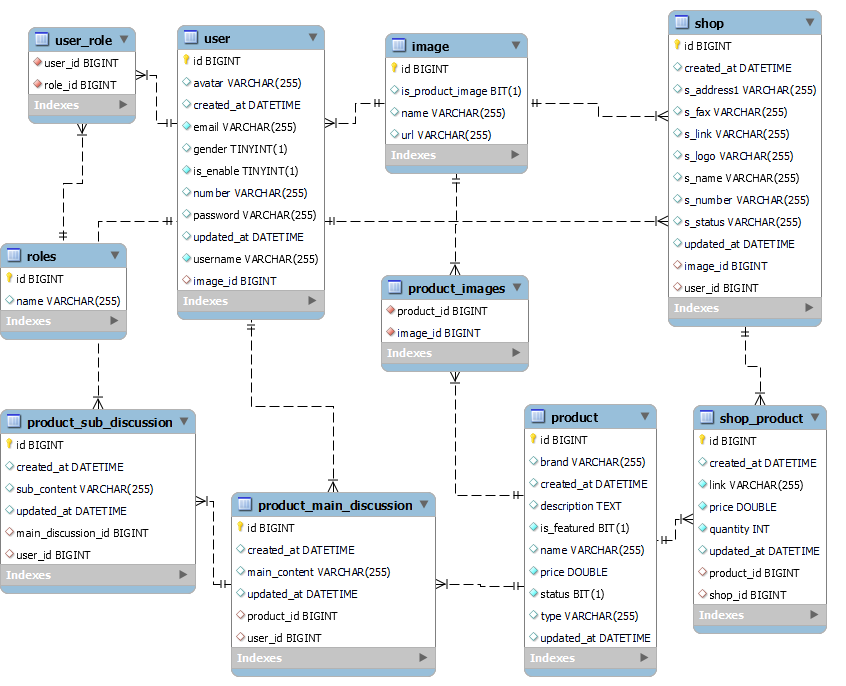 user_role
user_id BIGINT
role_id BIGINT
Indexes
user
id BIGINT
avatar VARCHAR(255)
created_at DATETIME
email VARCHAR(255)
gender TINYINT(1)
is_enable TINYINT(1)
number VARCHAR(255)
password VARCHAR(255)
updated_at DATETIME
username VARCHAR(255)
image_id BIGINT
Indexes
image
id BIGINT
is_product_image BIT(1)
name VARCHAR(255)
url VARCHAR(255)
Indexes
shop
id BIGINT
created_at DATETIME
s_address1 VARCHAR(255)
s_fax VARCHAR(255)
s_link VARCHAR(255)
s_logo VARCHAR(255)
s_name VARCHAR(255)
s_number VARCHAR(255)
s_status VARCHAR(255)
updated_at DATETIME
image_id BIGINT
user_id BIGINT
Indexes
roles
id BIGINT
name VARCHAR(255)
Indexes
product_images
product_id BIGINT
image_id BIGINT
Indexes
product_sub_discussion
id BIGINT
created_at DATETIME
sub_content VARCHAR(255)
updated_at DATETIME
main_discussion_id BIGINT
user_id BIGINT
Indexes
product_main_discussion
id BIGINT
created_at DATETIME
main_content VARCHAR(255)
updated_at DATETIME
product_id BIGINT
user_id BIGINT
Indexes
product
id BIGINT
brand VARCHAR(255)
created_at DATETIME
description TEXT
is_featured BIT(1)
name VARCHAR(255)
price DOUBLE
status BIT(1)
type VARCHAR(255)
updated_at DATETIME
Indexes
shop_product
id BIGINT
created_at DATETIME
link VARCHAR(255)
price DOUBLE
quantity INT
updated_at DATETIME
product_id BIGINT
shop_id BIGINT
Indexes